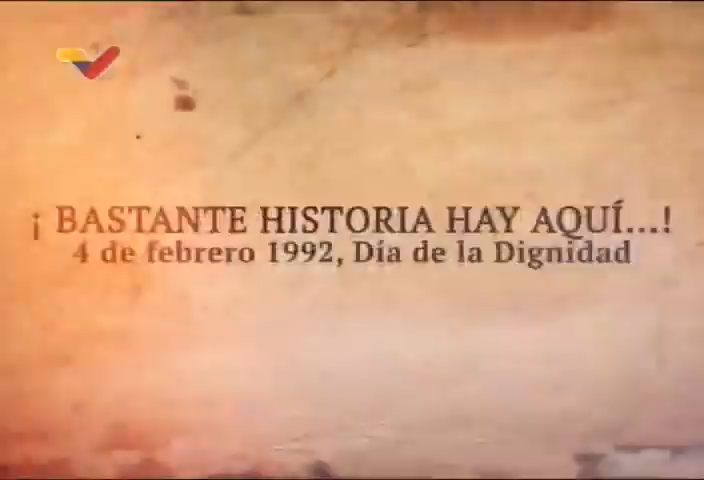 ¡ BASTANTE HISTORIA HAY AQUÍ...!
4 de febrero 1992, Día de la Dignidad